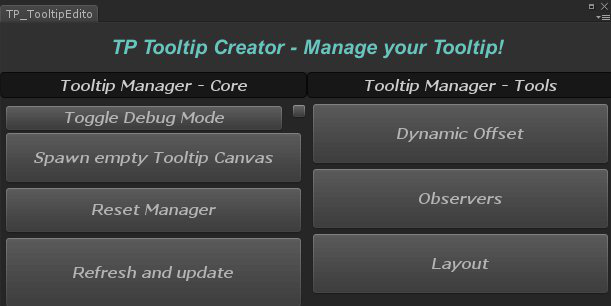 TP_TooltipEdito
TP Tooltip Creator - Manage your Tooltip!
Tooltip Manager - Core
Tooltip Manager - Tools
Toggle Debug Mode
Spawn empty Tooltip Canvas
Reset Manager
Refresh and update
Dynamic Offset
Observers
Layout